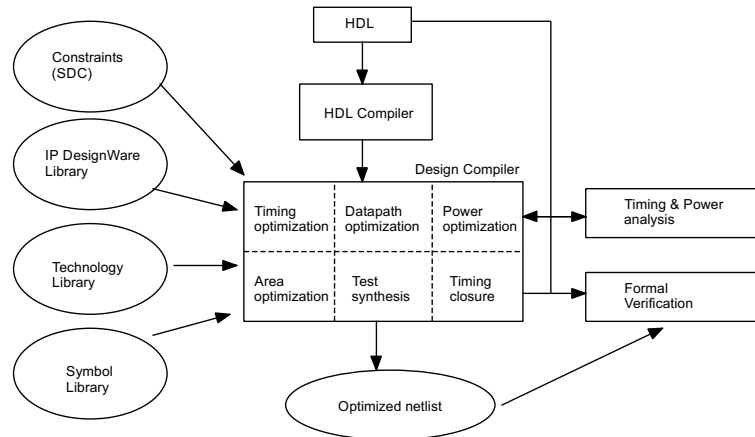 HDL
Constraints
(SDC)
HDL Compiler
IP DesignWare
Library
Design Compiler
Timing
optimization
Datapath
optimization
Power
optimization
Timing & Power
analysis
Technology
Library
Area
optimization
Test
synthesis
Timing
closure
Formal
Verification
Symbol
Library
Optimized netlist